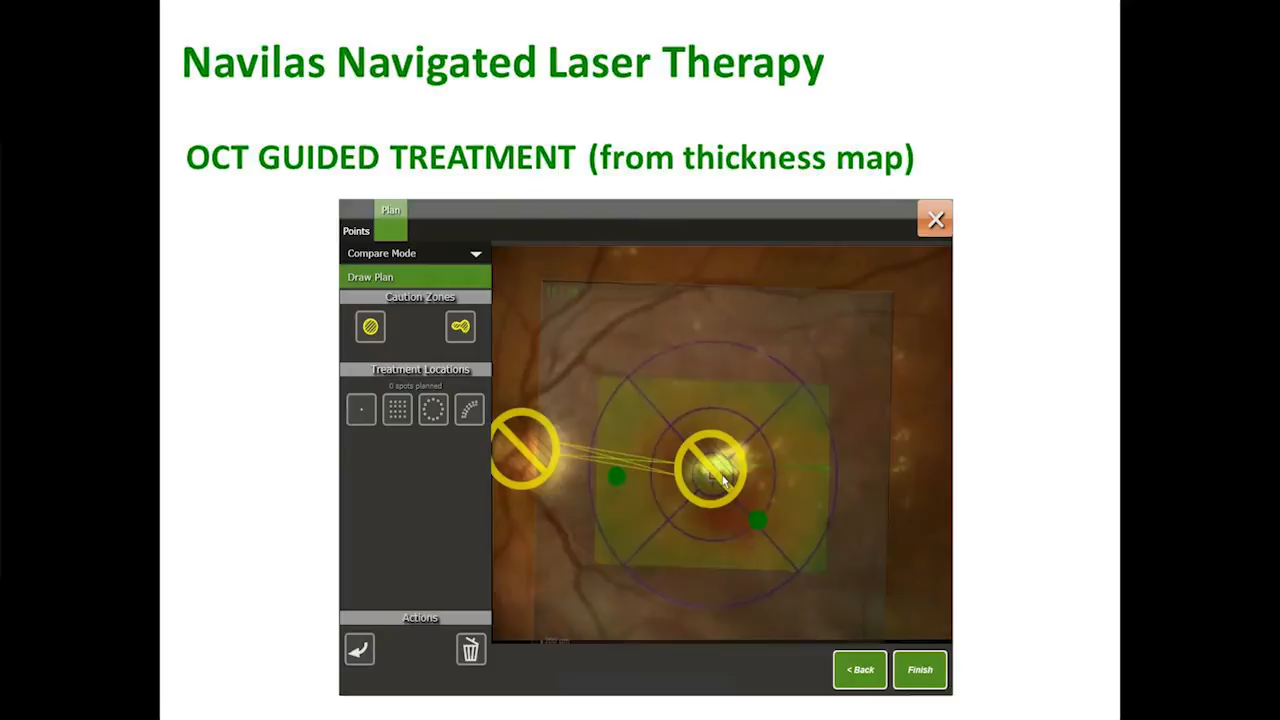 Navilas Navigated Laser Therapy
OCT GUIDED TREATMENT (from thickness map)
Plan
Points
Compare Mode
Draw Plan
Caution Zones
Treatment Locations
0 spots planned
Actions
< Back
Finish